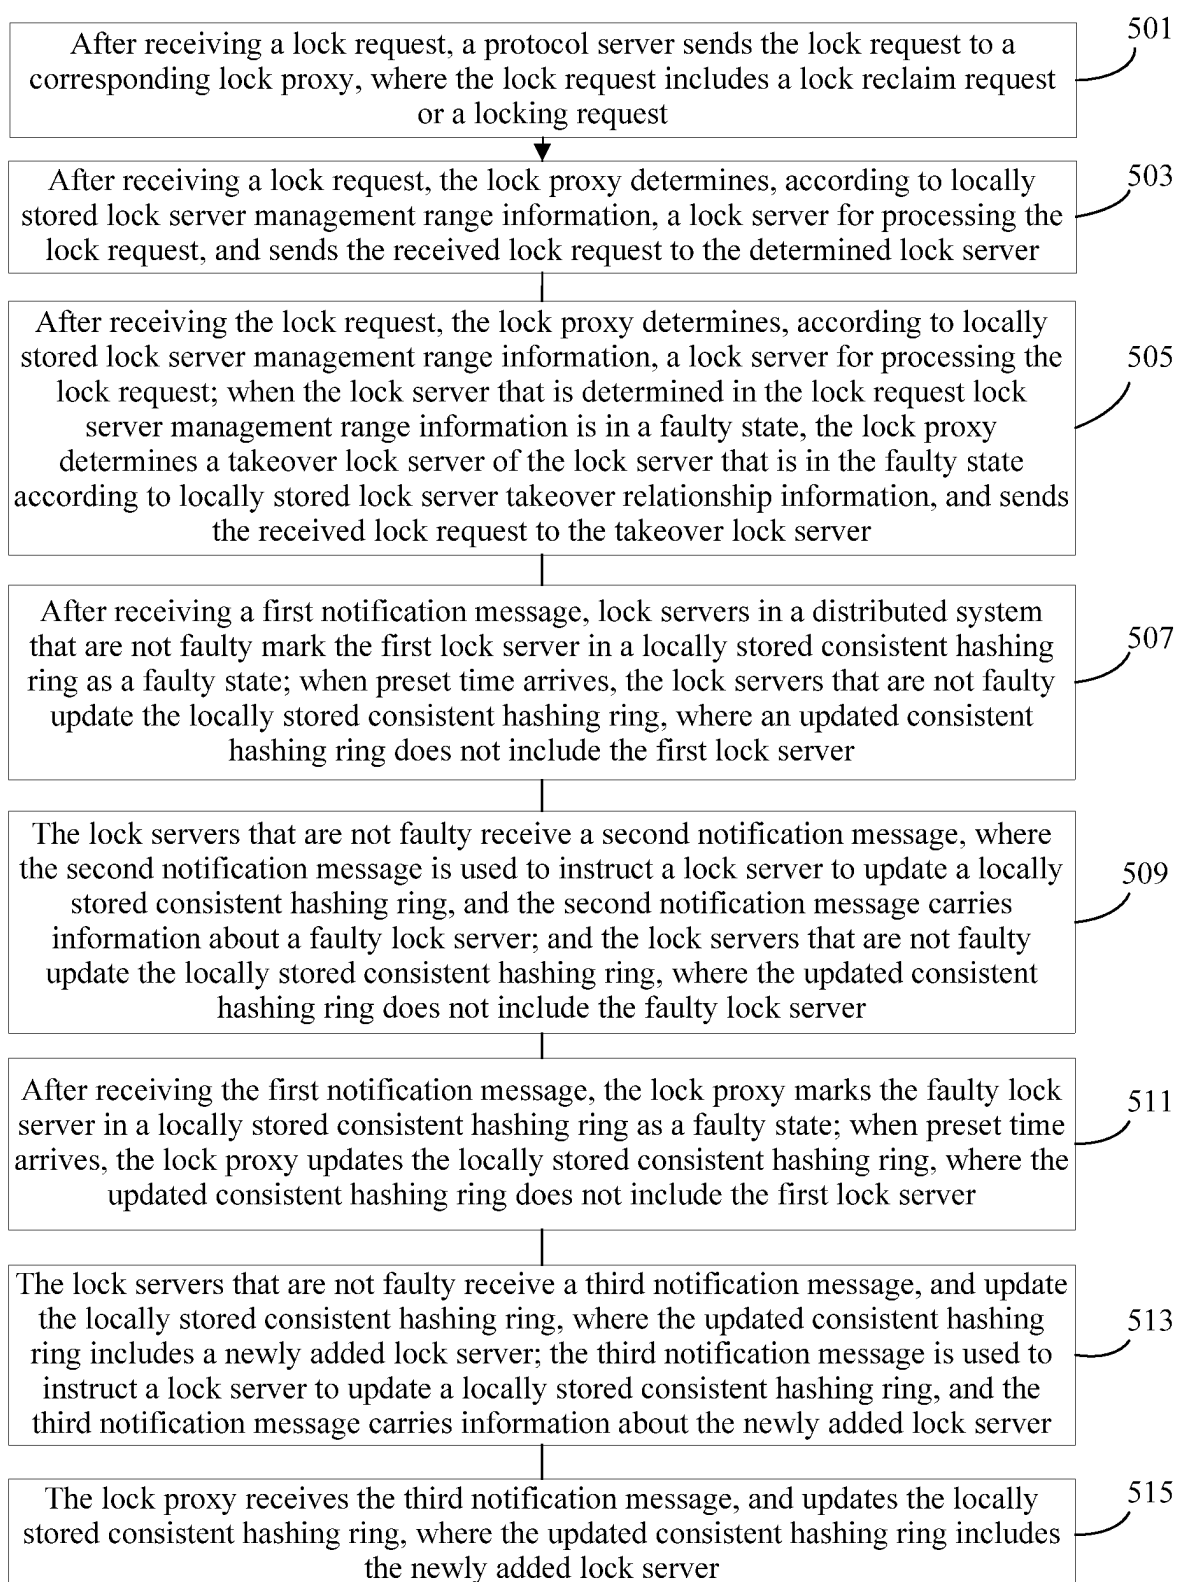 After receiving a lock request, a protocol server sends the lock request to a
corresponding lock proxy, where the lock request includes a lock reclaim request
or a locking request
501
After receiving a lock request, the lock proxy determines, according to locally
stored lock server management range information, a lock server for processing the
lock request, and sends the received lock request to the determined lock server
503
After receiving the lock request, the lock proxy determines, according to locally
stored lock server management range information, a lock server for processing the
lock request; when the lock server that is determined in the lock request lock
server management range information is in a faulty state, the lock proxy
determines a takeover lock server of the lock server that is in the faulty state
according to locally stored lock server takeover relationship information, and sends
the received lock request to the takeover lock server
505
After receiving a first notification message, lock servers in a distributed system
that are not faulty mark the first lock server in a locally stored consistent hashing
ring as a faulty state; when preset time arrives, the lock servers that are not faulty
update the locally stored consistent hashing ring, where an updated consistent
hashing ring does not include the first lock server
507
The lock servers that are not faulty receive a second notification message, where
the second notification message is used to instruct a lock server to update a locally
stored consistent hashing ring, and the second notification message carries
information about a faulty lock server; and the lock servers that are not faulty
update the locally stored consistent hashing ring, where the updated consistent
hashing ring does not include the faulty lock server
509
After receiving the first notification message, the lock proxy marks the faulty lock
server in a locally stored consistent hashing ring as a faulty state; when preset time
arrives, the lock proxy updates the locally stored consistent hashing ring, where the
updated consistent hashing ring does not include the first lock server
511
The lock servers that are not faulty receive a third notification message, and update
the locally stored consistent hashing ring, where the updated consistent hashing
ring includes a newly added lock server; the third notification message is used to
instruct a lock server to update a locally stored consistent hashing ring, and the
third notification message carries information about the newly added lock server
513
The lock proxy receives the third notification message, and updates the locally
stored consistent hashing ring, where the updated consistent hashing ring includes
the newly added lock server
515